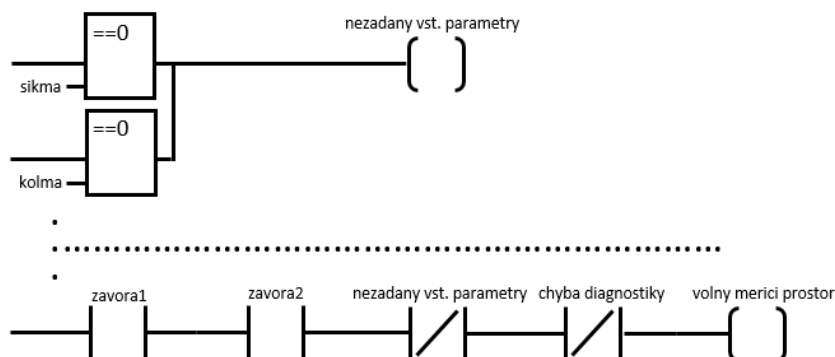 nezadany vst. parametry
==0
sikma
==0
kolma
zavora1 zavora2 nezadany vst. parametry chyba diagnostiky volny merici prostor